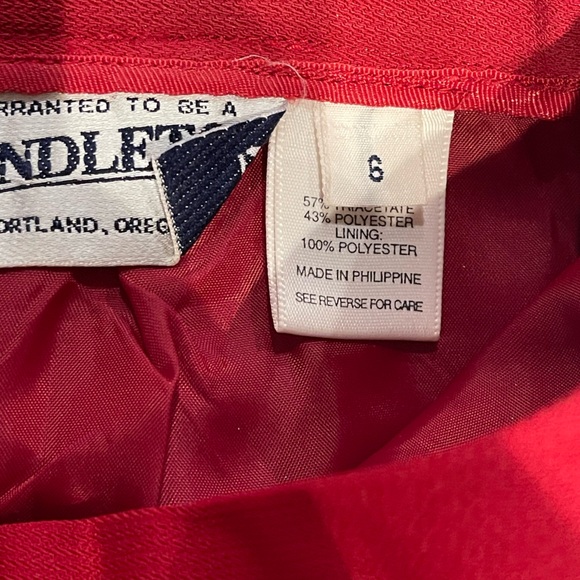 RRANTED TO BE A
NDLETO
ORTLAND, OREG
6
57% TRIACETATE
43% POLYESTER
LINING:
100% POLYESTER
MADE IN PHILIPPINE
SEE REVERSE FOR CARE